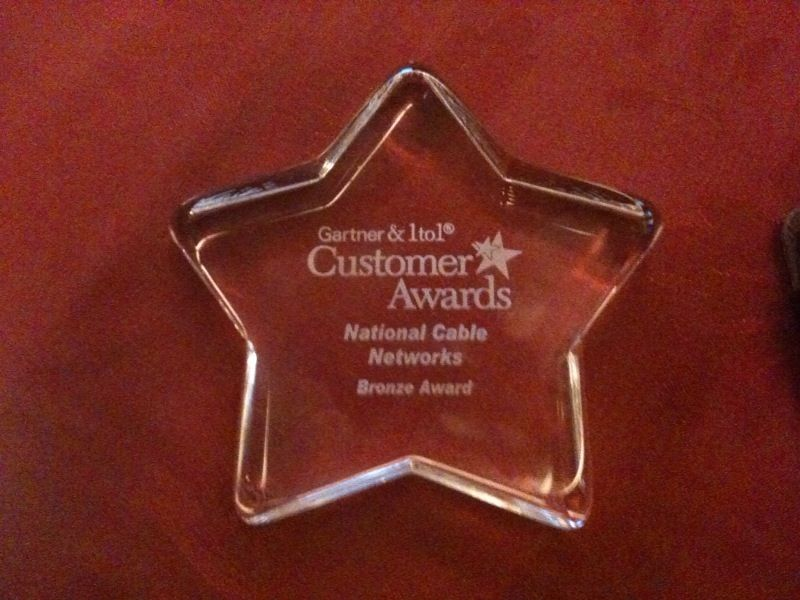 Gartner & 1to1®
Customer
Awards
National Cable
Networks
Bronze Award